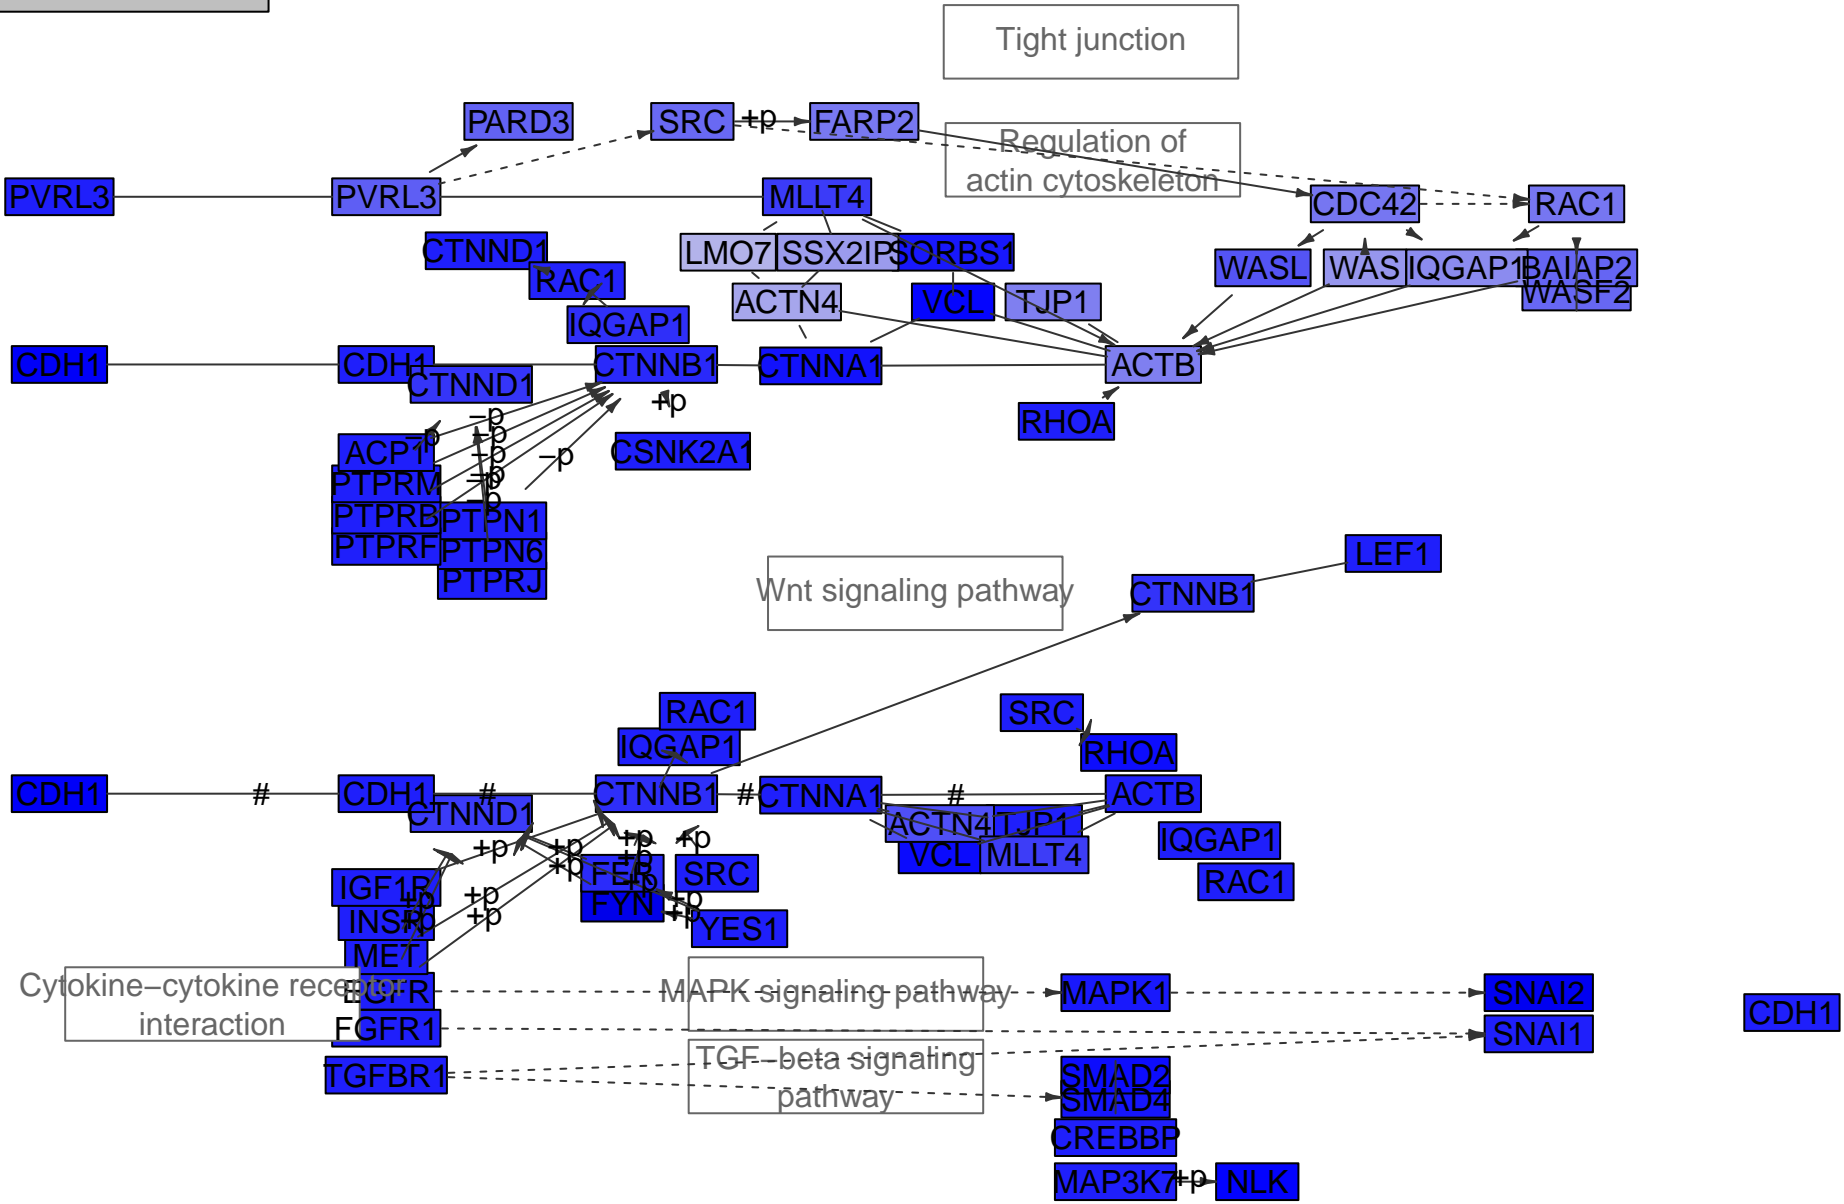 Tight junction
PARD3
SRC
+p
FARP2
Regulation of
actin cytoskeleton
PVRL3
PVRL3
MLLT4
CDC42
RAC1
CTNND1
LMO7
SSX2IP
SORBS1
WASL
WAS
IQGAP1
BAIAP2
RAC1
WASF2
ACTN4
VCL
TJP1
IQGAP1
CDH1
CDH1
CTNNB1
CTNNA1
ACTB
CTNND1
+p
RHOA
−p
−p
−p
ACP1
−p
−p
CSNK2A1
−p
PTPRM
−p
−p
PTPRB
PTPN1
PTPRF
PTPN6
PTPRJ
LEF1
Wnt signaling pathway
CTNNB1
RAC1
SRC
IQGAP1
RHOA
CDH1
#
CDH1
#
CTNNB1
#
CTNNA1
#
ACTB
CTNND1
ACTN4
TJP1
+p
+p
+p
+p
IQGAP1
VCL
MLLT4
+p
+p
FER
SRC
RAC1
IGF1R
+p
+p
+p
+p
FYN
INSR
+p
+p
+p
YES1
MET
Cytokine−cytokine receptor
interaction
EGFR
MAPK signaling pathway
MAPK1
SNAI2
CDH1
FGFR1
SNAI1
TGF−beta signaling
pathway
TGFBR1
SMAD2
SMAD4
CREBBP
MAP3K7
+p
NLK